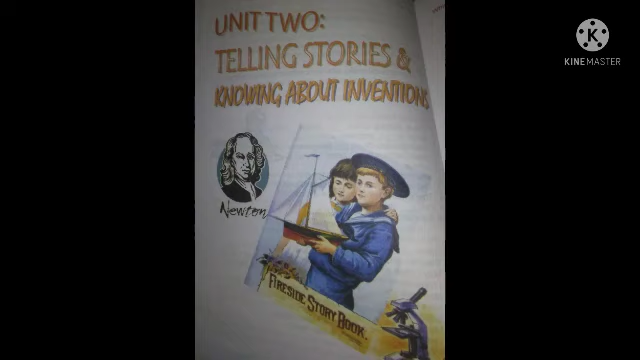 UNIT TWO:
TELLING STORIES &
KNOWING ABOUT INVENTIONS
Newton
FIRESIDE STORY BOOK.
K
KINEMASTER